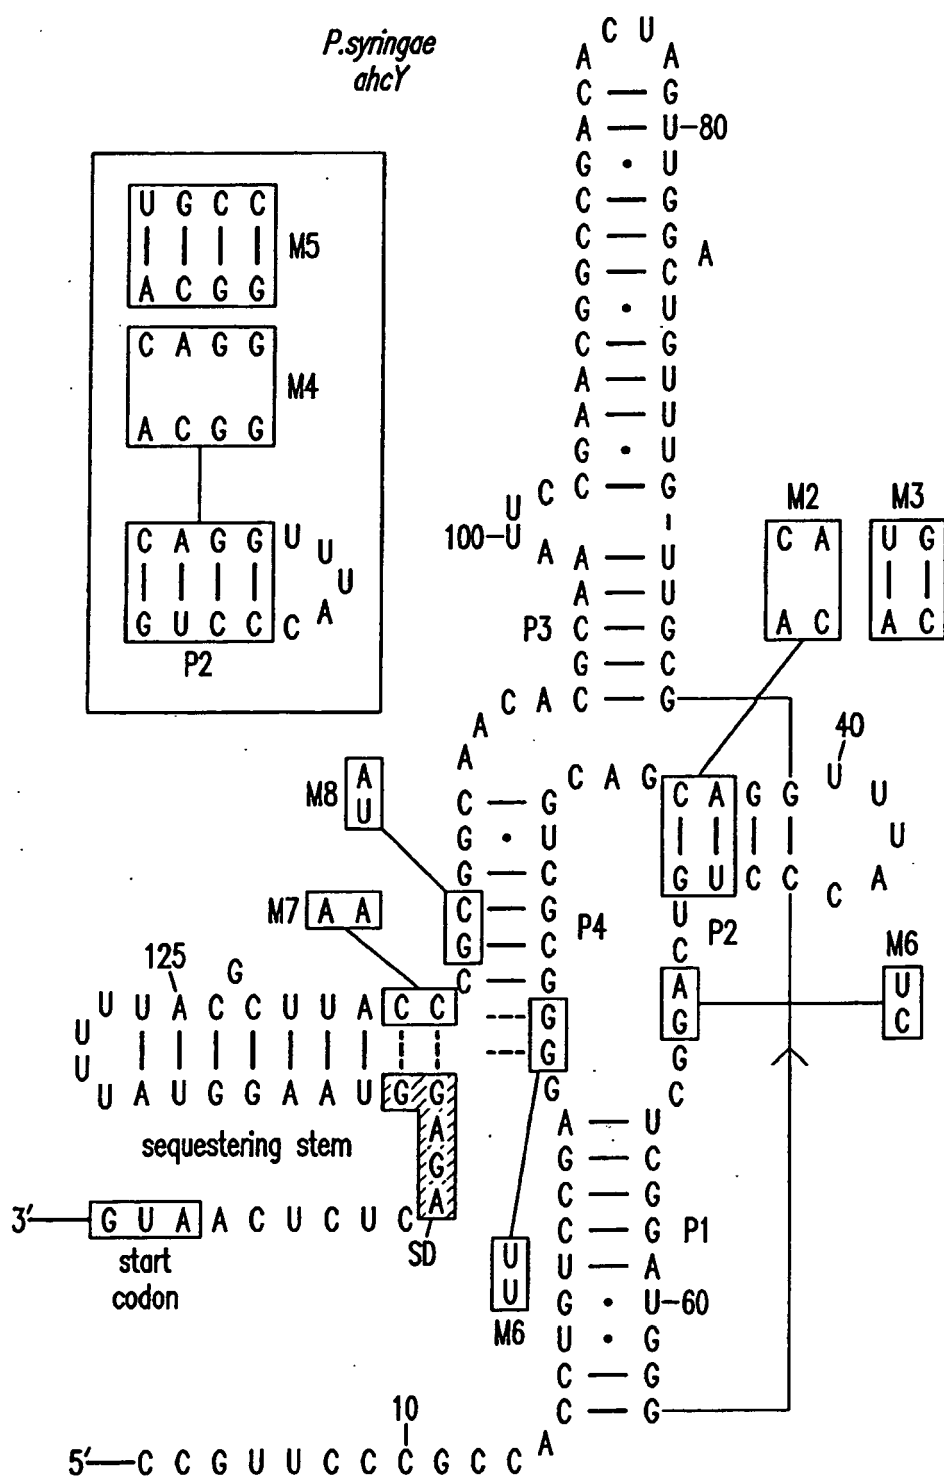 P.syringae
ahcY
U G C C
M5
A C G G
C A G G
M4
A C G G
C A G G U U U A
G U C C C
P2
C U
A A
C G
A U-80
G U
C G
C G
A
G C
G U
C G
A U
A U
G U
C C G
U
100-U
A A U
A U
P3 C G
G C
A A C A C G
M2
C A
A C
M3
U G
A C
40
C A G C A G G U U U A
G U C C C
P2
U
C
A
G
G
C
M6
U
C
M8
A
U
M7 A A
C G
G U
G C
C G
G C
C G
P4
G
G
G
M6
U
U
125
G
U U A C C U U A C C
U
U
U A U G G A A U G G
A
G
A
SD
sequestering stem
3' G U A A C U C U C
start
codon
A U
G C
C G
C G P1
U A
G U-60
U G
C G
C G
10
5' C C G U U C C C G C C A